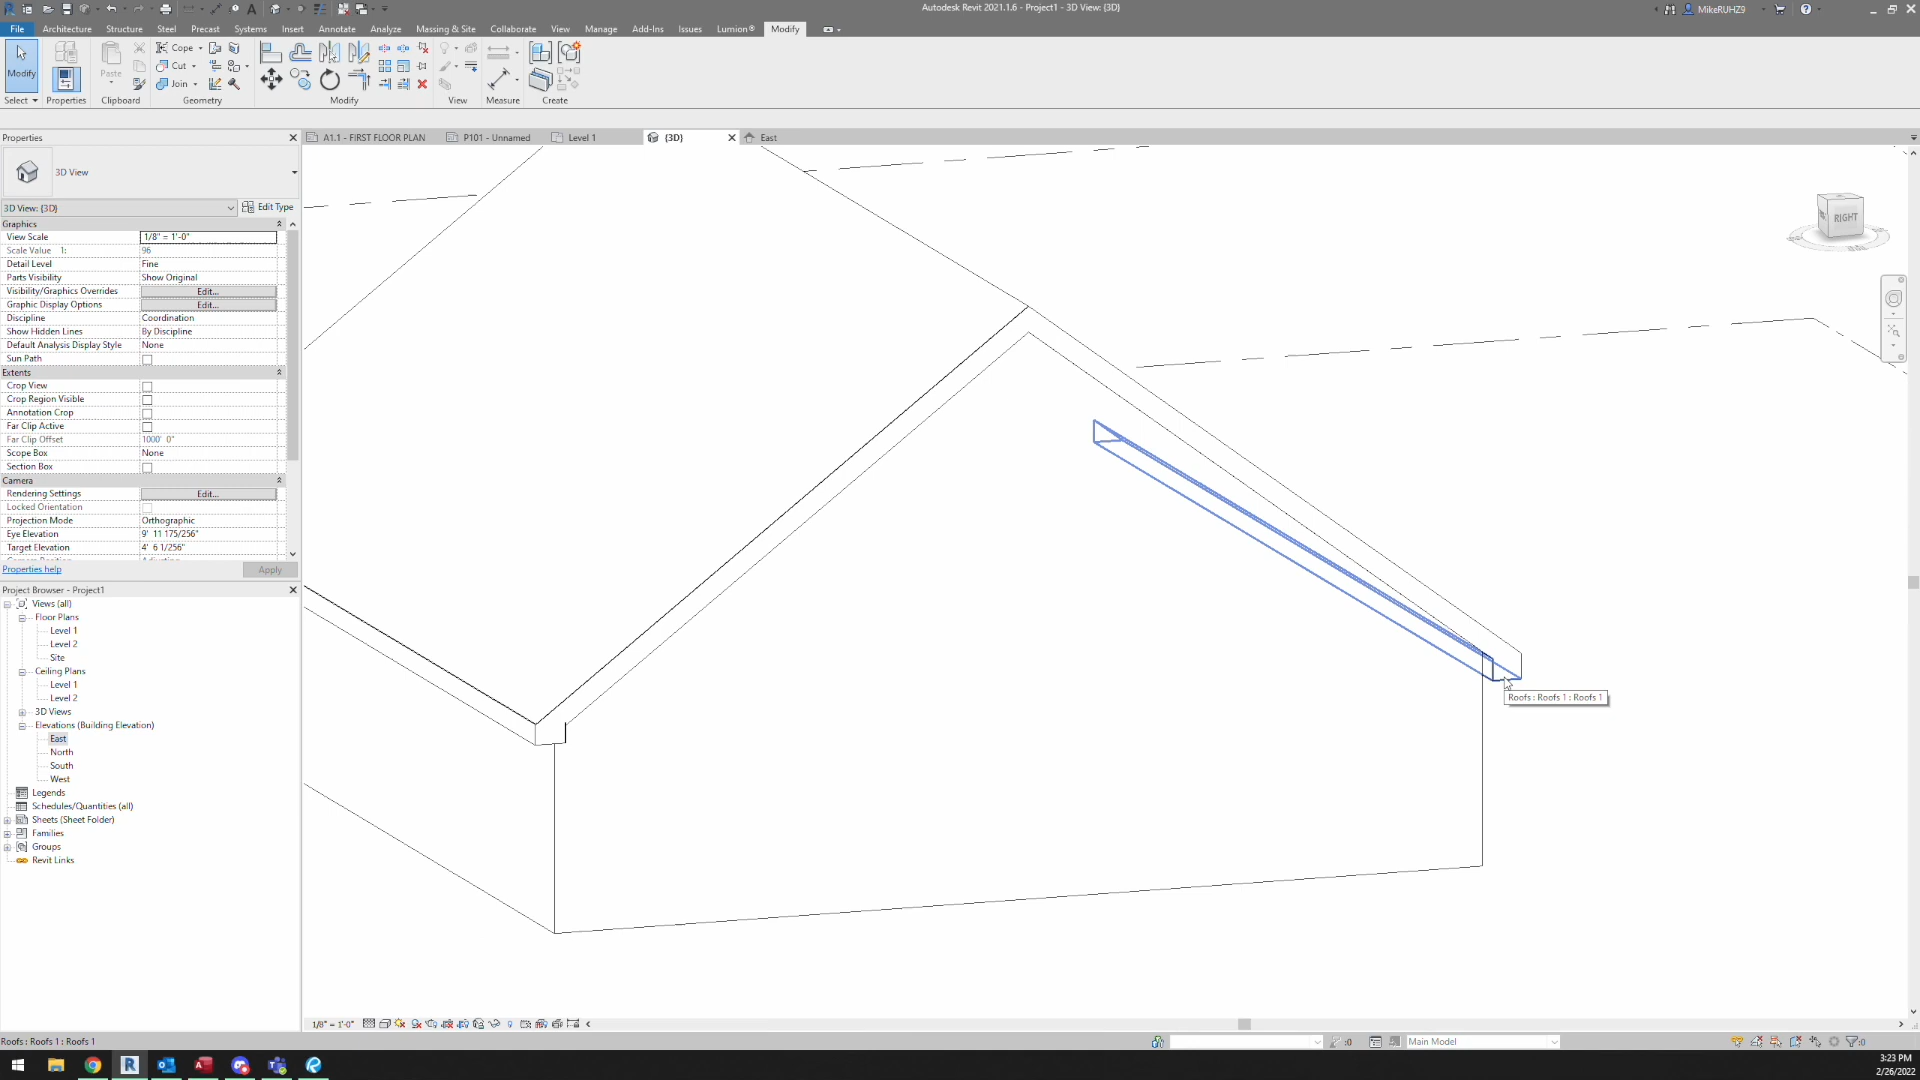 Autodesk Revit 2021.1.6 - Project1 - 3D View: {3D}
MikeRUHZ9
File Architecture Structure Steel Precast Systems Insert Annotate Analyze Massing & Site Collaborate View Manage Add-Ins Issues Lumion® Modify
Modify
Paste
Cope
Cut
Join
Select Properties Clipboard Geometry Modify View Measure Create
Properties
A1.1 - FIRST FLOOR PLAN
P101 - Unnamed
Level 1
{3D}
East
3D View
3D View: {3D}
Edit Type
Graphics
View Scale 1/8" = 1'-0"
Scale Value 1: 96
Detail Level Fine
Parts Visibility Show Original
Visibility/Graphics Overrides Edit...
Graphic Display Options Edit...
Discipline Coordination
Show Hidden Lines By Discipline
Default Analysis Display Style None
Sun Path
Extents
Crop View
Crop Region Visible
Annotation Crop
Far Clip Active
Far Clip Offset 1000' 0"
Scope Box None
Section Box
Camera
Rendering Settings Edit...
Locked Orientation
Projection Mode Orthographic
Eye Elevation 9' 11 175/256"
Target Elevation 4' 6 1/256"
Properties help
Apply
Project Browser - Project1
Views (all)
Floor Plans
Level 1
Level 2
Site
Ceiling Plans
Level 1
Level 2
3D Views
Elevations (Building Elevation)
East
North
South
West
Legends
Schedules/Quantities (all)
Sheets (Sheet Folder)
Families
Groups
Revit Links
RIGHT
Roofs : Roofs 1 : Roofs 1
1/8" = 1'-0"
Roofs : Roofs 1 : Roofs 1
:0
Main Model
:0
3:23 PM
2/26/2022